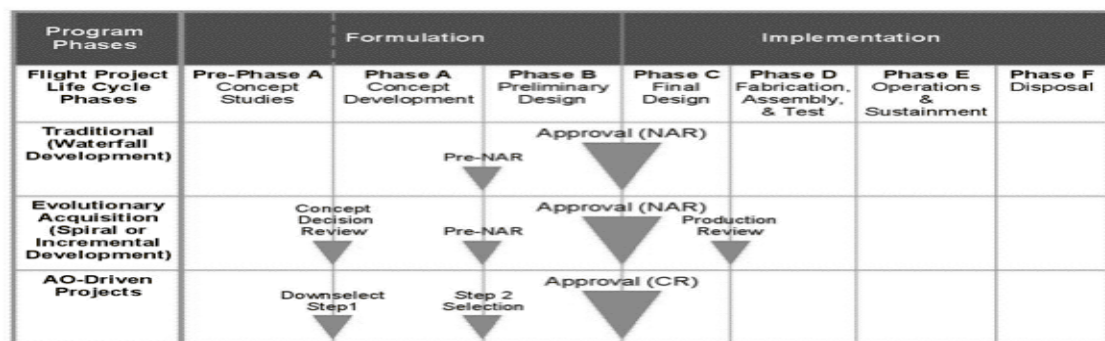 Program
Phases
Formulation
Implementation
Flight Project
Life Cycle
Phases
Pre-Phase A
Concept
Studies
Phase A
Concept
Development
Phase B
Preliminary
Design
Phase C
Final
Design
Phase D
Fabrication,
Assembly,
& Test
Phase E
Operations
&
Sustainment
Phase F
Disposal
Traditional
(Waterfall
Development)
Pre-NAR
Approval (NAR)
Evolutionary
Acquisition
(Spiral or
Incremental
Development)
Concept
Decision
Review
Pre-NAR
Approval (NAR)
Production
Review
AO-Driven
Projects
Downselect
Step1
Step 2
Selection
Approval (CR)